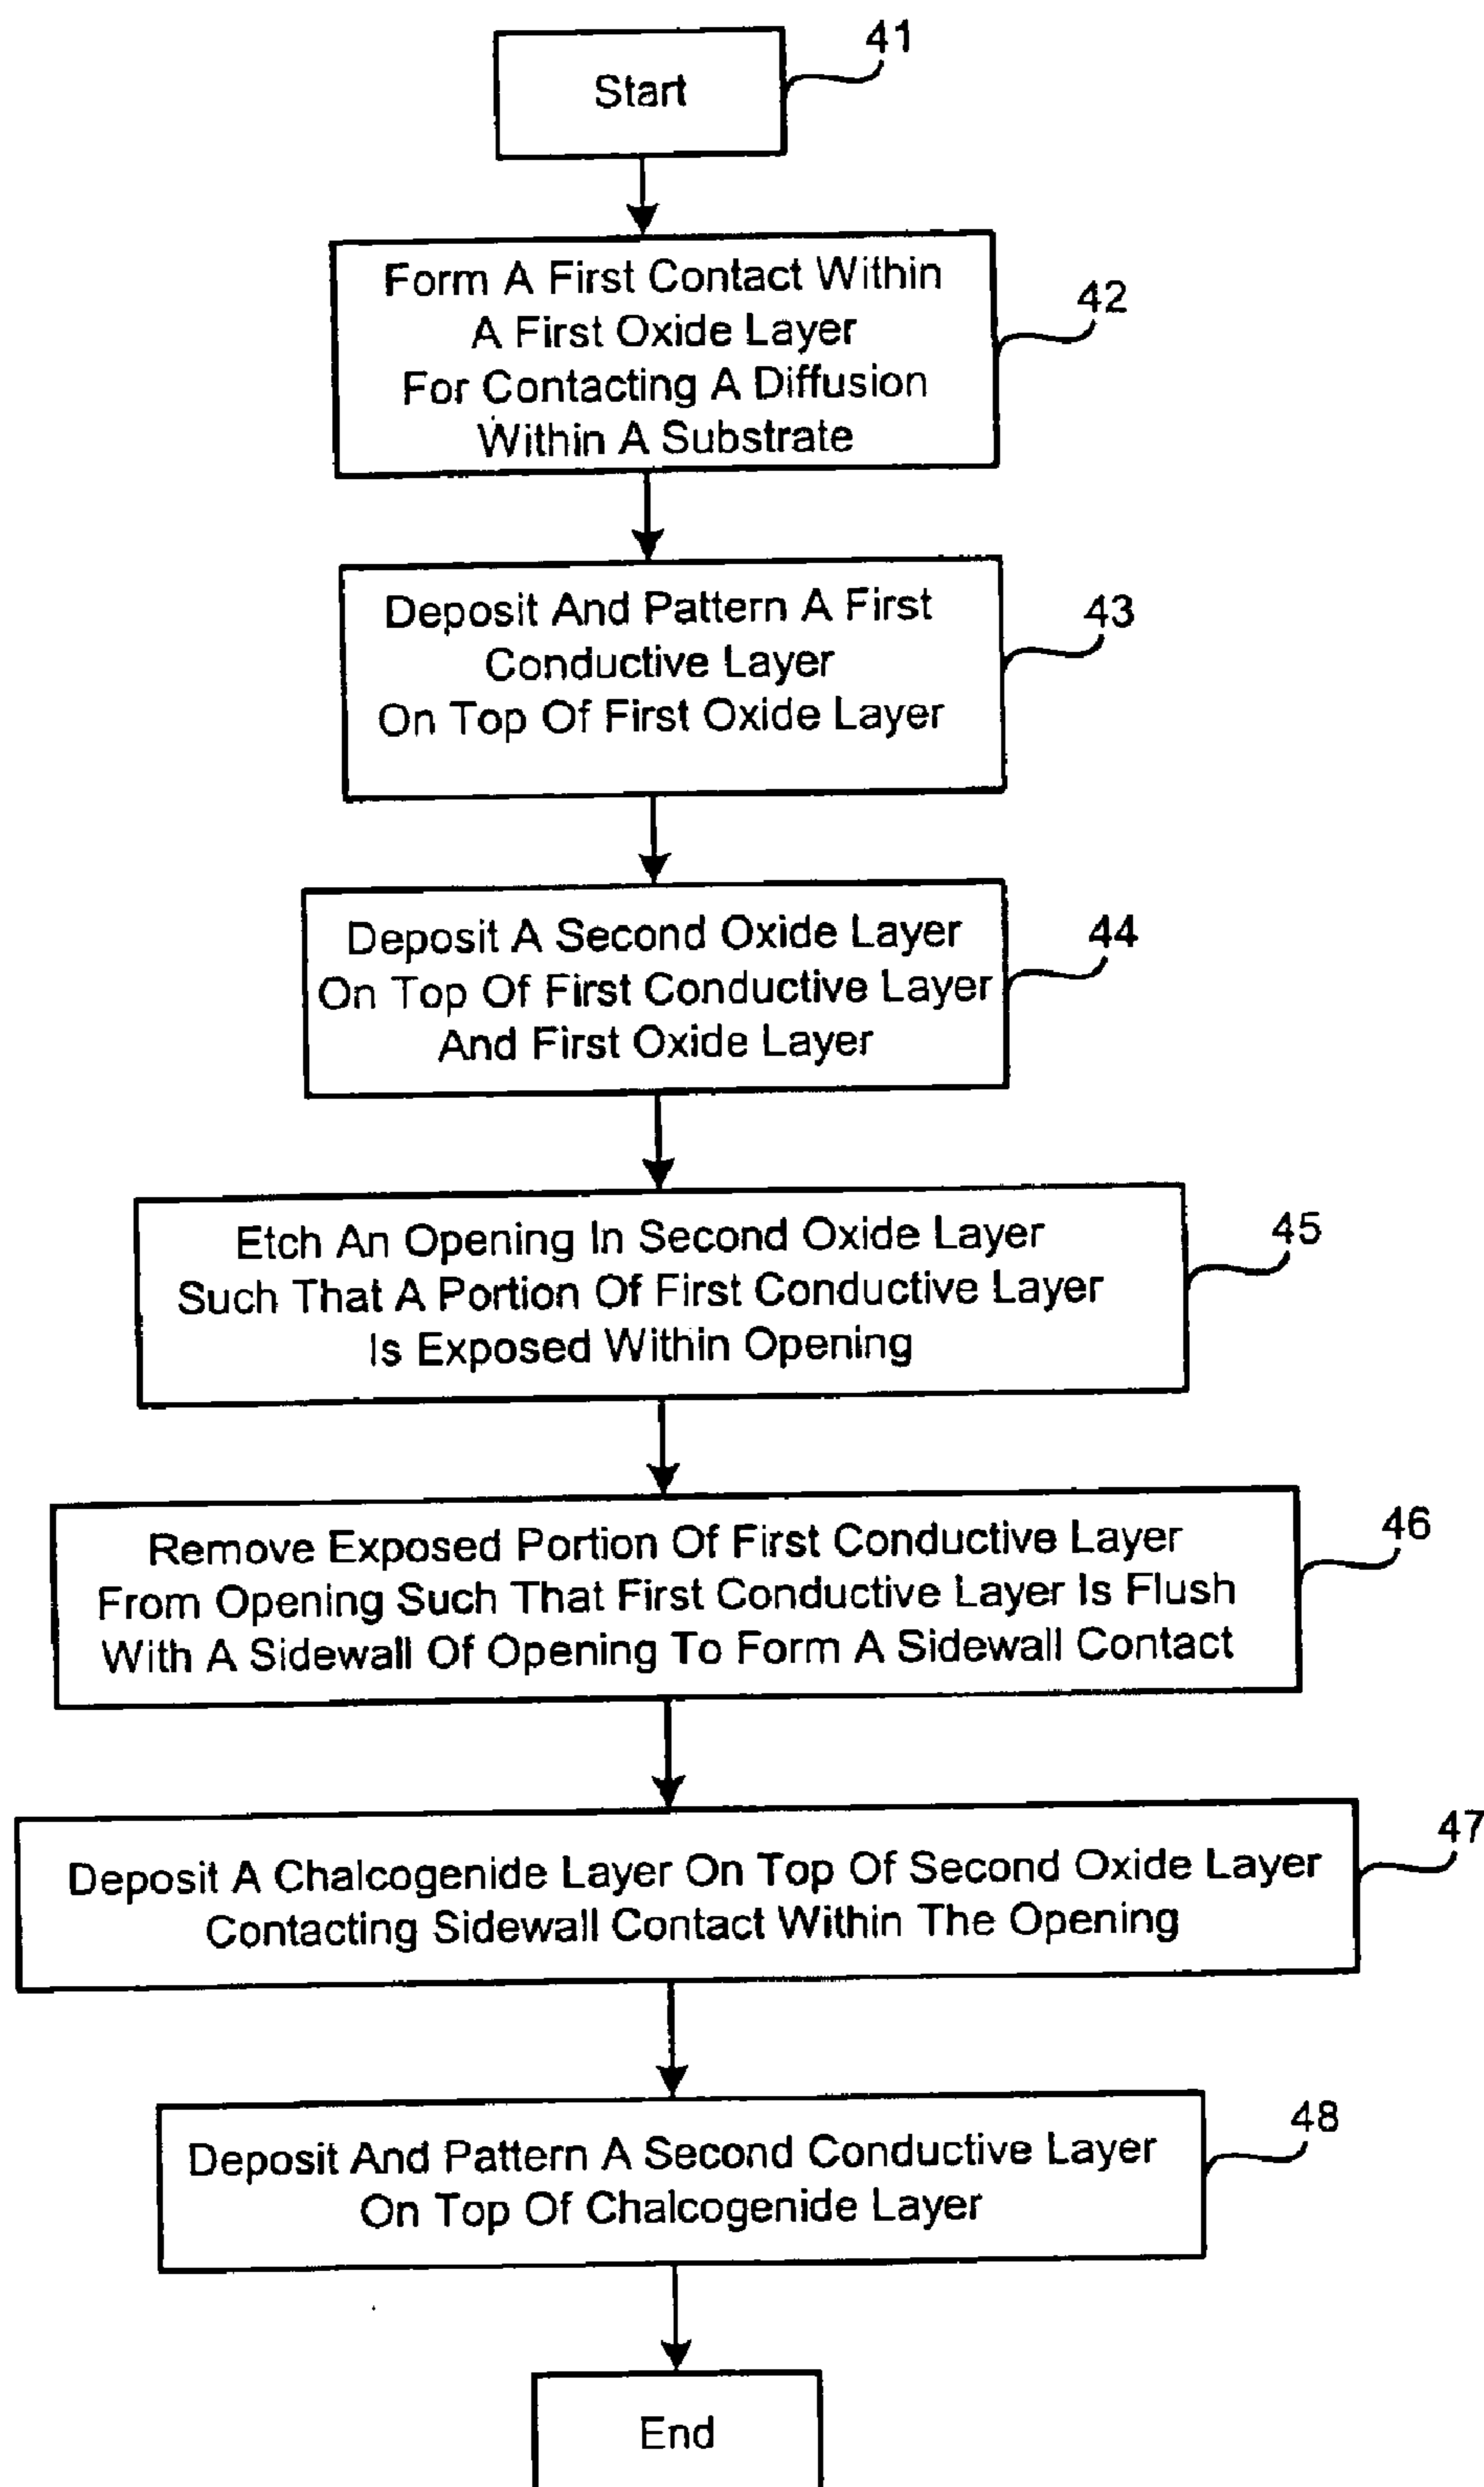 41
Start
Form A First Contact Within
A First Oxide Layer
For Contacting A Diffusion
Within A Substrate
42
Deposit And Pattern A First
Conductive Layer
On Top Of First Oxide Layer
43
Deposit A Second Oxide Layer
On Top Of First Conductive Layer
And First Oxide Layer
44
Etch An Opening In Second Oxide Layer
Such That A Portion Of First Conductive Layer
Is Exposed Within Opening
45
Remove Exposed Portion Of First Conductive Layer
From Opening Such That First Conductive Layer Is Flush
With A Sidewall Of Opening To Form A Sidewall Contact
46
Deposit A Chalcogenide Layer On Top Of Second Oxide Layer
Contacting Sidewall Contact Within The Opening
47
Deposit And Pattern A Second Conductive Layer
On Top Of Chalcogenide Layer
48
End